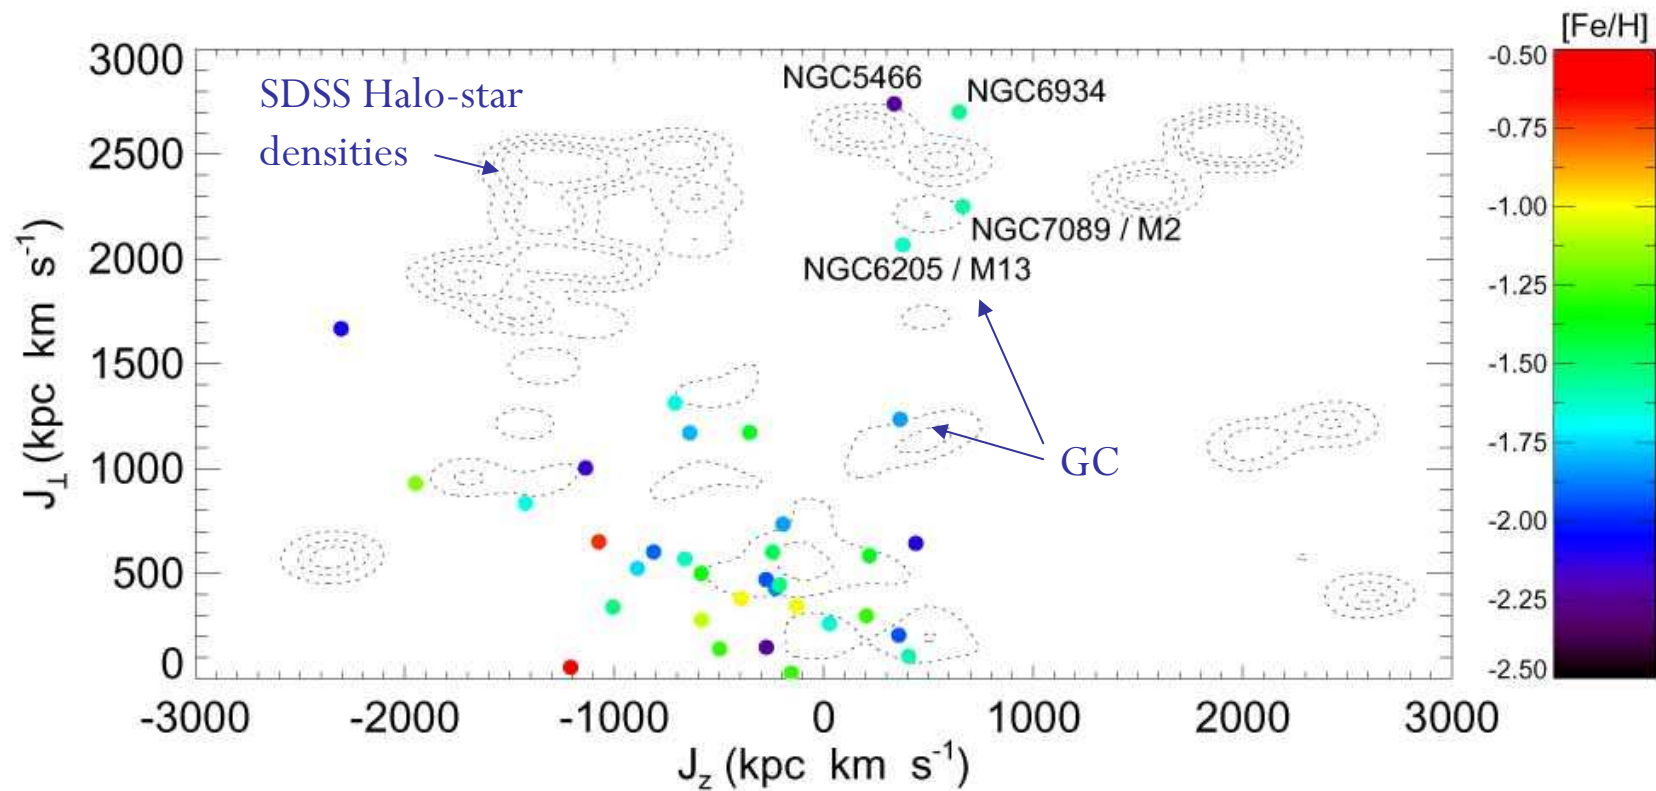 [Fe/H]
3000
2500
2000
1500
1000
500
0
J⊥ (kpc km s-1)
SDSS Halo-star
densities
NGC5466
NGC6934
NGC7089 / M2
NGC6205 / M13
GC
-3000 -2000 -1000 0 1000 2000 3000
Jz (kpc km s-1)
-0.50
-0.75
-1.00
-1.25
-1.50
-1.75
-2.00
-2.25
-2.50